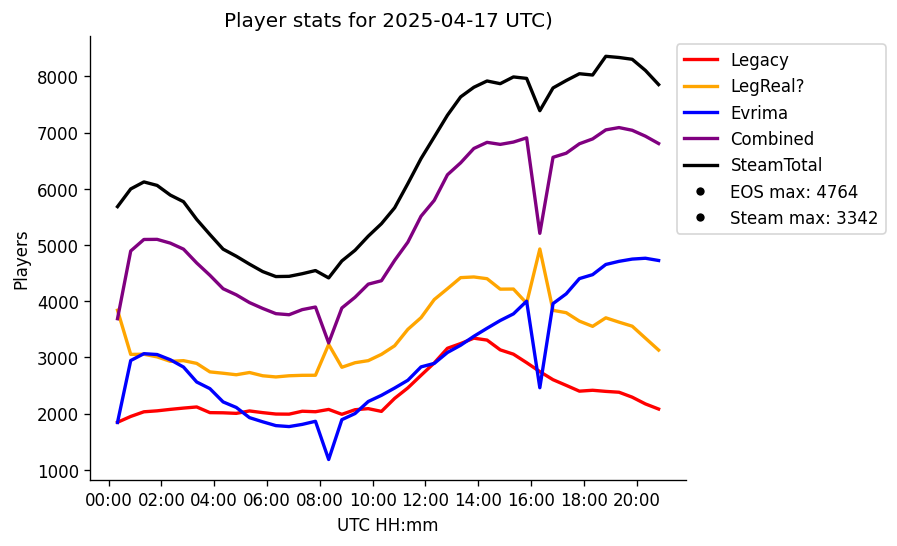 Player stats for 2025-04-17 UTC)
Players
8000
7000
6000
5000
4000
3000
2000
1000
00:00 02:00 04:00 06:00 08:00 10:00 12:00 14:00 16:00 18:00 20:00
UTC HH:mm
Legacy
LegReal?
Evrima
Combined
SteamTotal
EOS max: 4764
Steam max: 3342